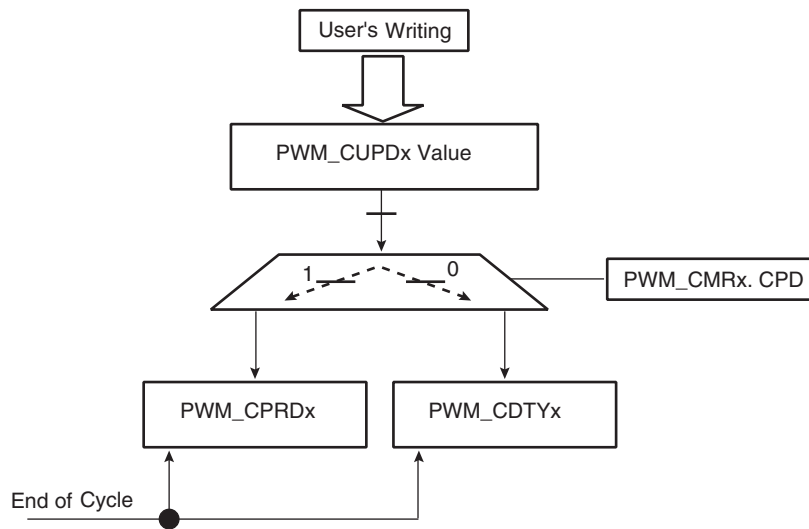 User's Writing
PWM_CUPDx Value
1
0
PWM_CMRx. CPD
PWM_CPRDx
PWM_CDTYx
End of Cycle